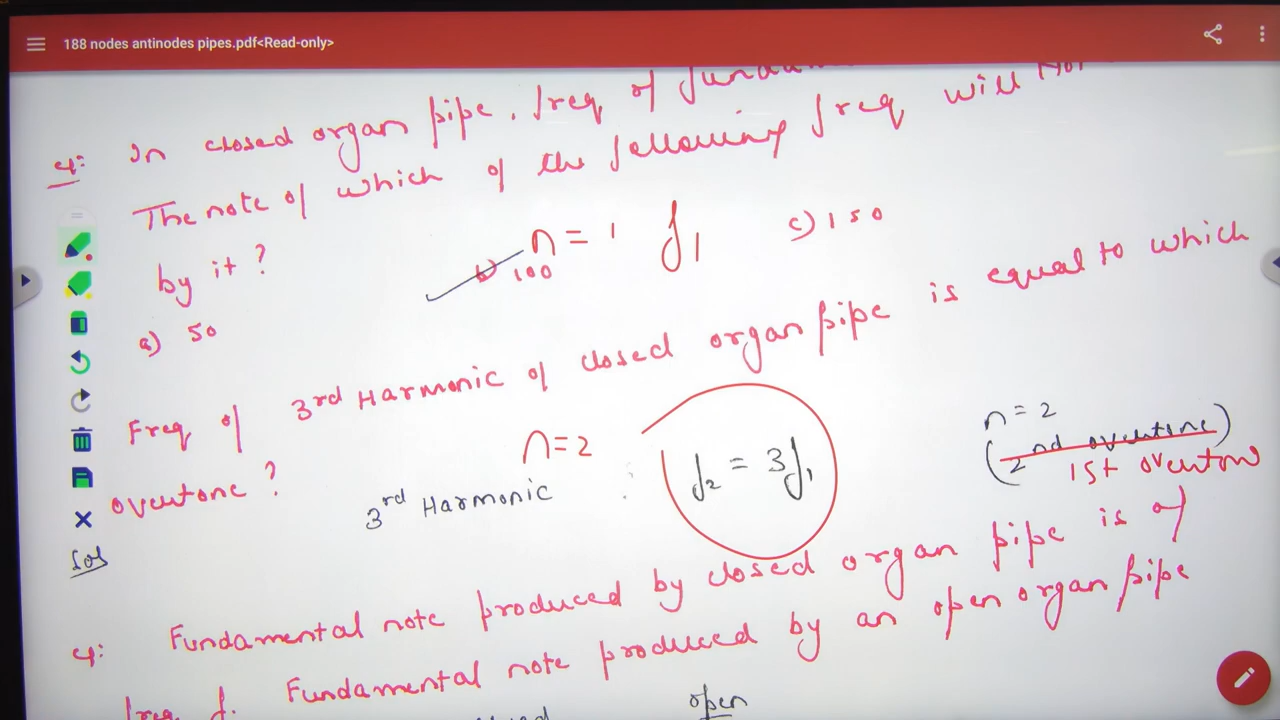 188 nodes antinodes pipes.pdf<Read-only>
Q: In closed organ pipe, freq of
The note of which of the following freq will Not
by it ?
n = 1 f1
a) 50 b) 100 c) 150
Freq of 3rd Harmonic of closed organ pipe is equal to which
overtone ?
n = 2
3rd Harmonic : f2 = 3f1
n = 2
(2nd overtone)
1st overtone
Sol
Q: Fundamental note produced by closed organ pipe is of
freq f. Fundamental note produced by an open organ pipe
open